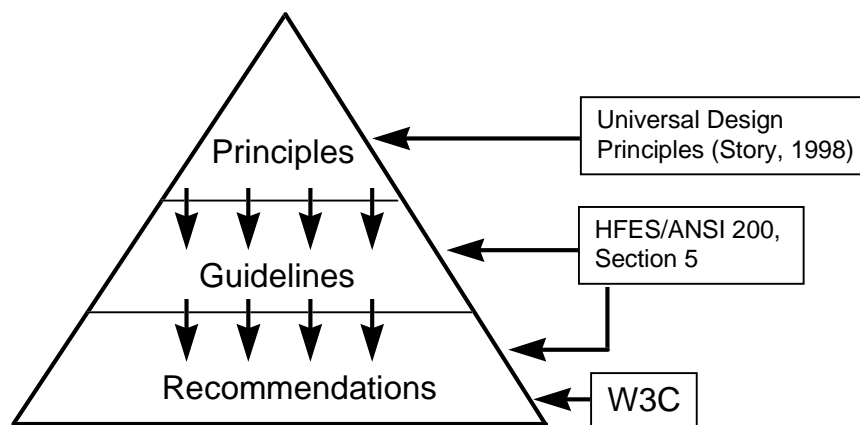 Principles
Universal Design
Principles (Story, 1998)
Guidelines
HFES/ANSI 200,
Section 5
Recommendations
W3C